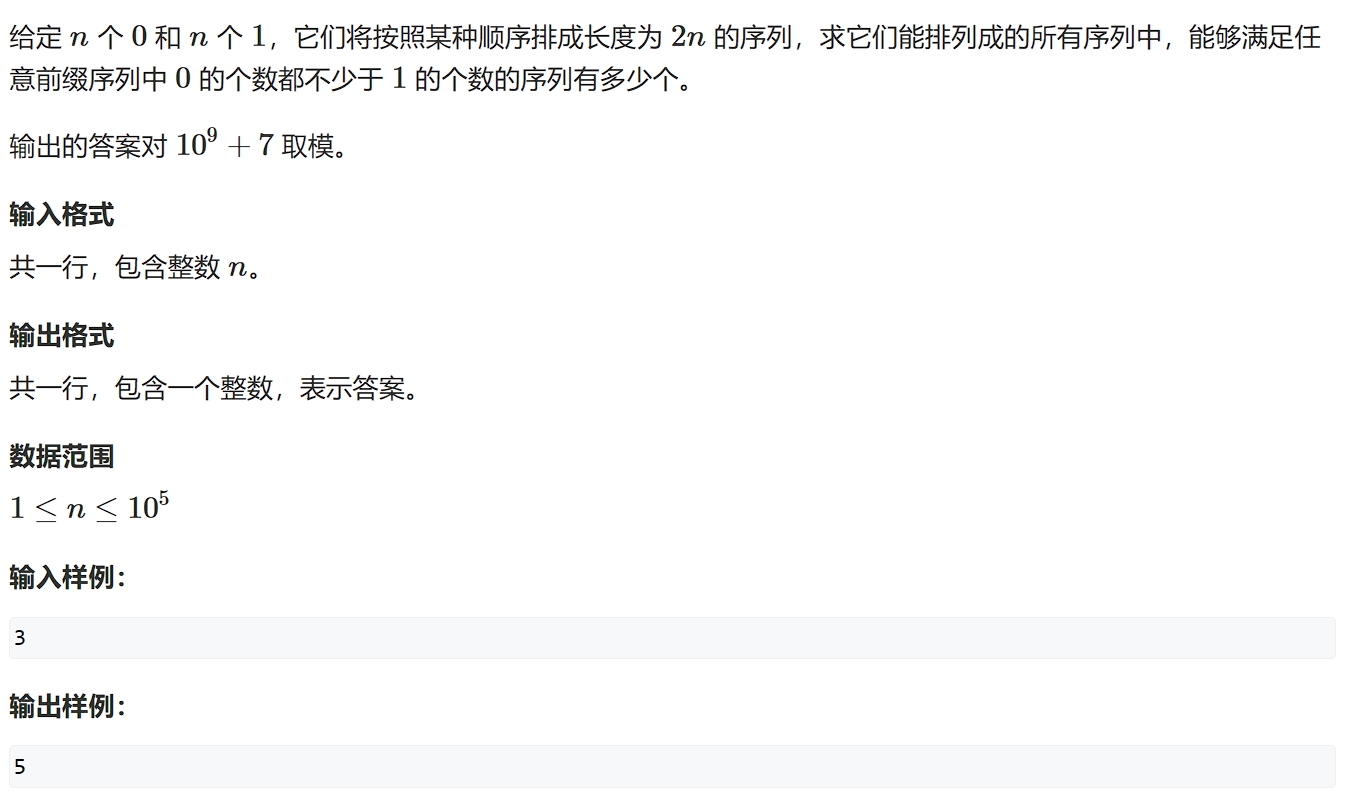 给定 n 个 0 和 n 个 1，它们将按照某种顺序排成长度为 2n 的序列，求它们能排列成的所有序列中，能够满足任
意前缀序列中 0 的个数都不少于 1 的个数的序列有多少个。
输出的答案对 10^9 + 7 取模。
输入格式
共一行，包含整数 n。
输出格式
共一行，包含一个整数，表示答案。
数据范围
1 ≤ n ≤ 10^5
输入样例：
3
输出样例：
5